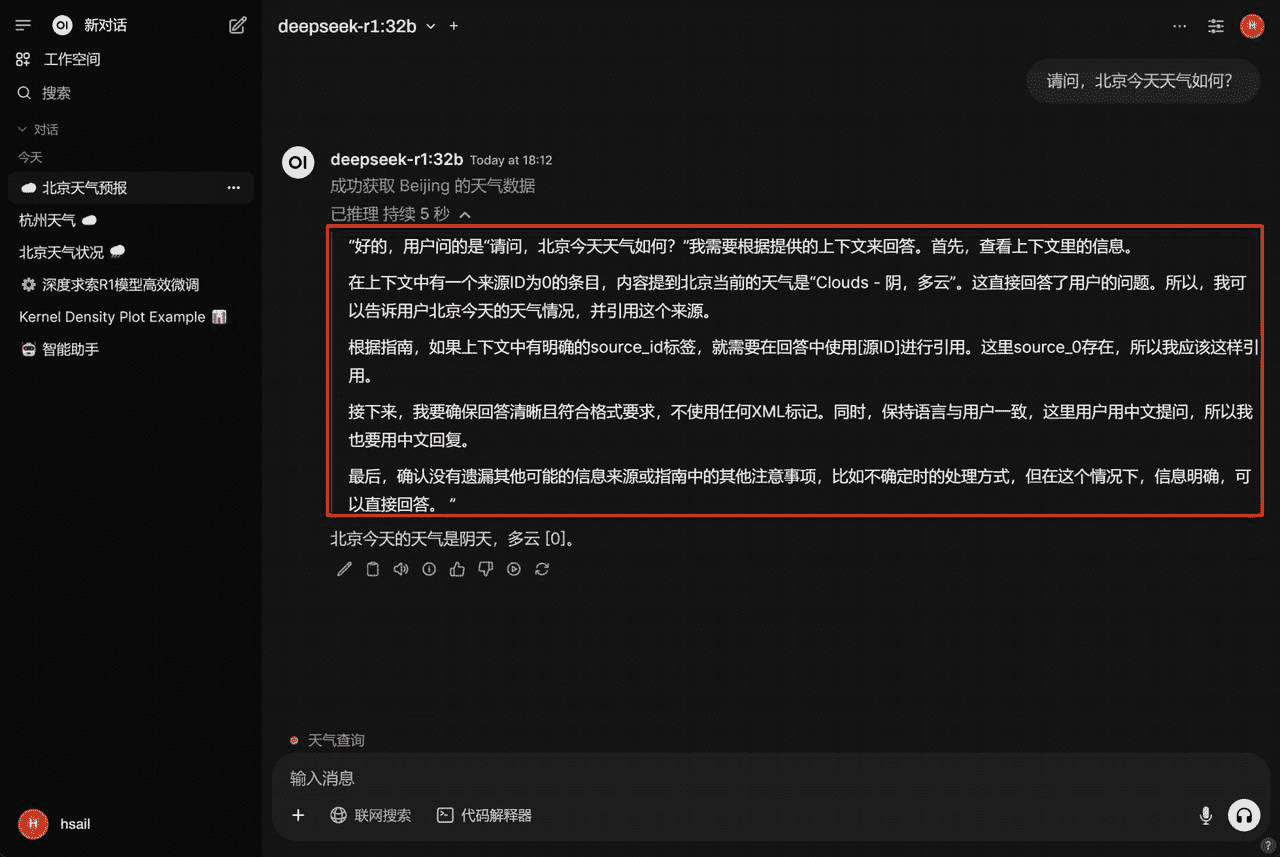 OI 新对话
工作空间
搜索
对话
今天
北京天气预报
杭州天气
北京天气状况
深度求索R1模型高效微调
Kernel Density Plot Example
智能助手
H hsail
deepseek-r1:32b
H
请问，北京今天天气如何？
OI deepseek-r1:32b Today at 18:12
成功获取 Beijing 的天气数据
已推理 持续 5 秒
“好的，用户问的是“请问，北京今天天气如何？”我需要根据提供的上下文来回答。首先，查看上下文里的信息。
在上下文中有一个来源ID为0的条目，内容提到北京当前的天气是“Clouds - 阴，多云”。这直接回答了用户的问题。所以，我可
以告诉用户北京今天的天气情况，并引用这个来源。
根据指南，如果上下文中有明确的source_id标签，就需要在回答中使用[源ID]进行引用。这里source_0存在，所以我应该这样引
用。
接下来，我要确保回答清晰且符合格式要求，不使用任何XML标记。同时，保持语言与用户一致，这里用户用中文提问，所以我
也要用中文回复。
最后，确认没有遗漏其他可能的信息来源或指南中的其他注意事项，比如不确定时的处理方式，但在这个情况下，信息明确，可
以直接回答。“
北京今天的天气是阴天，多云 [0]。
天气查询
输入消息
+ 联网搜索 代码解释器
?